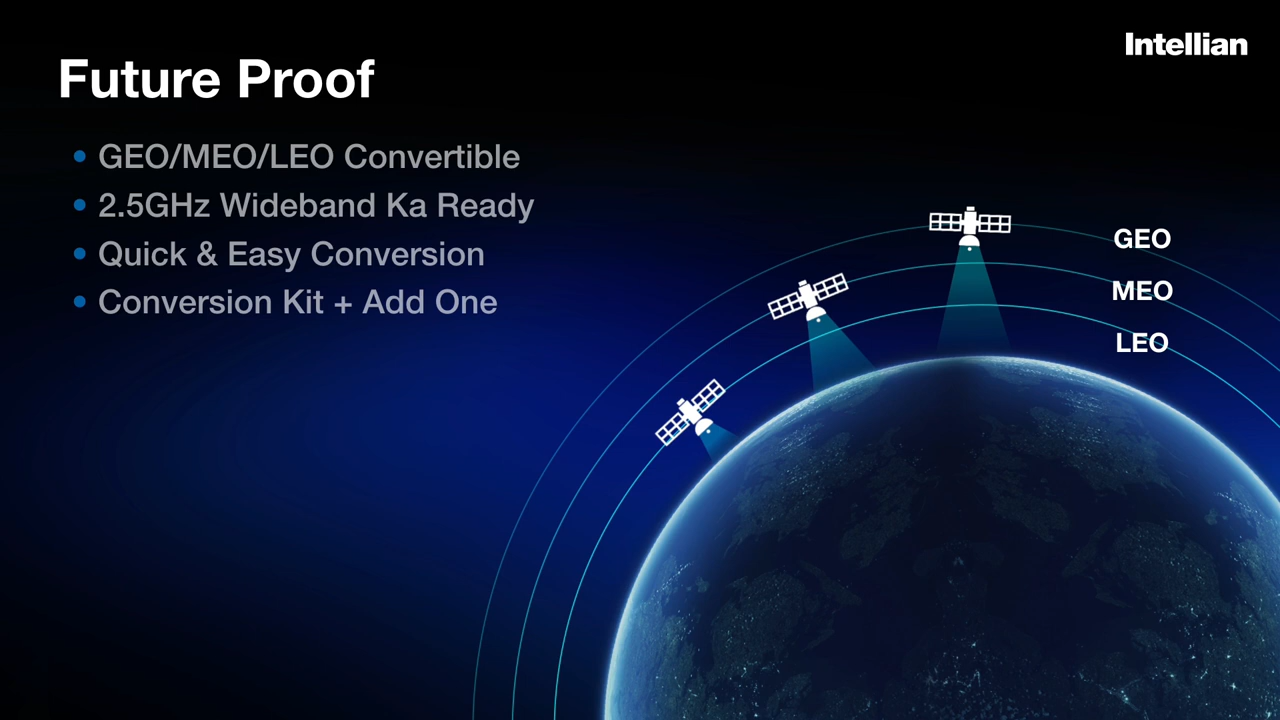 Intellian
Future Proof
• GEO/MEO/LEO Convertible
• 2.5GHz Wideband Ka Ready
• Quick & Easy Conversion
• Conversion Kit + Add One
GEO
MEO
LEO